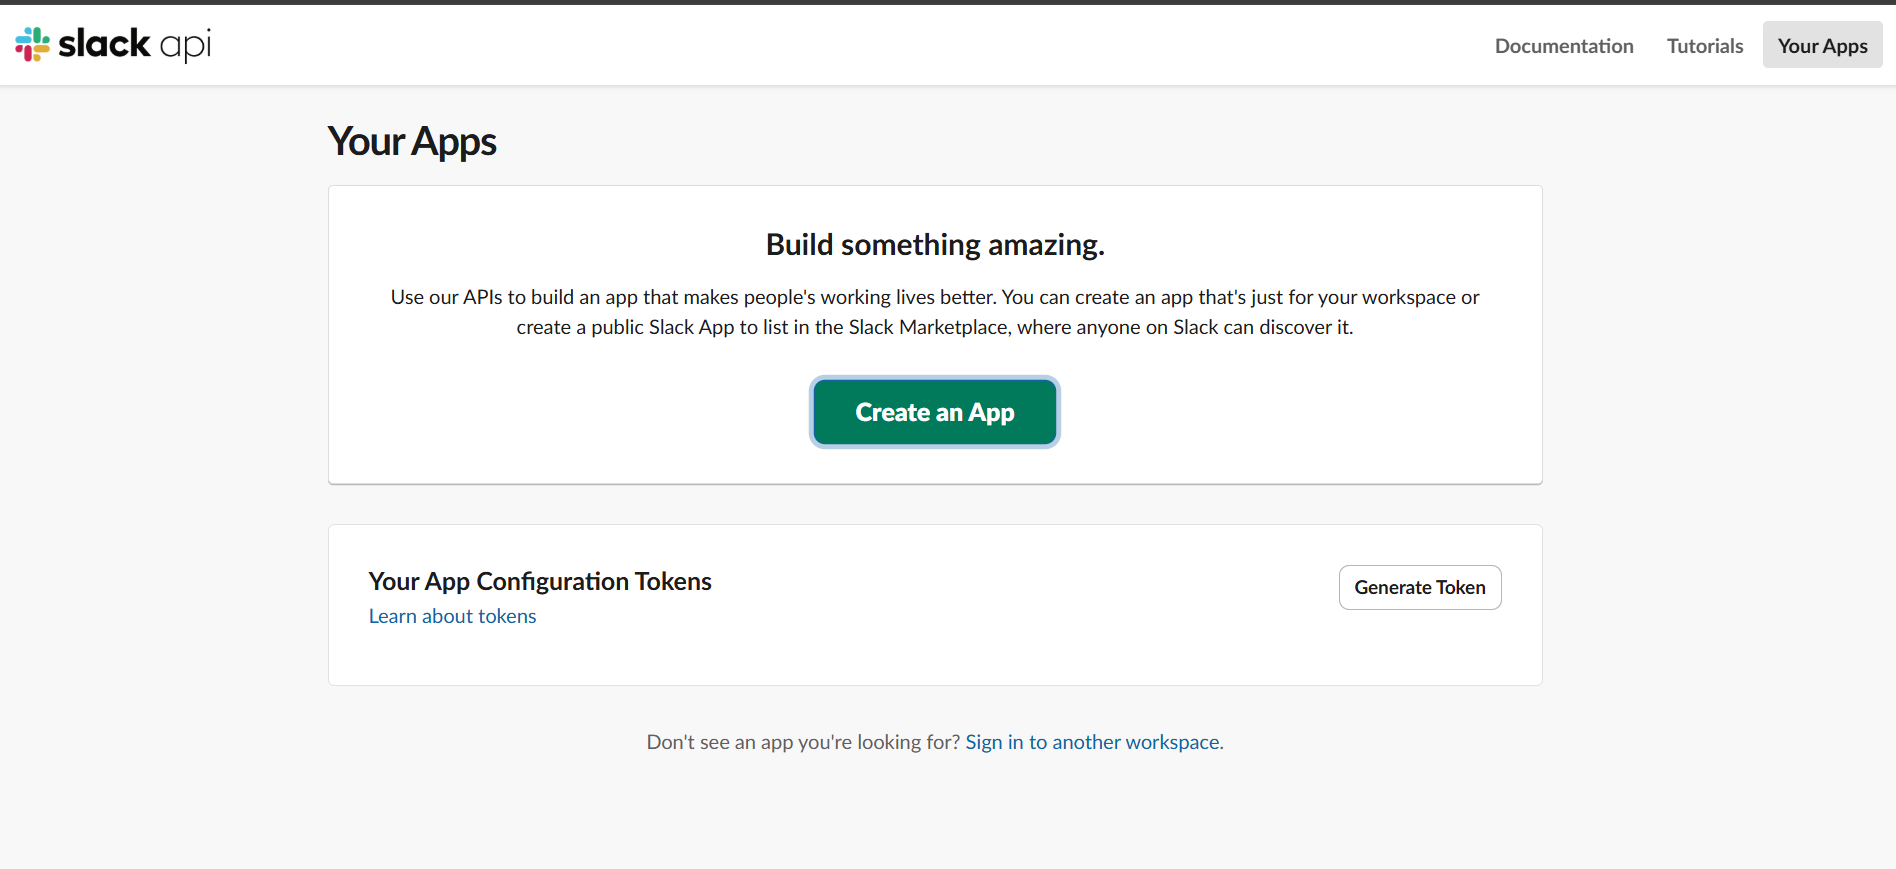 slack api
Documentation
Tutorials
Your Apps
Your Apps
Build something amazing.
Use our APIs to build an app that makes people's working lives better. You can create an app that's just for your workspace or
create a public Slack App to list in the Slack Marketplace, where anyone on Slack can discover it.
Create an App
Your App Configuration Tokens
Generate Token
Learn about tokens
Don't see an app you're looking for? Sign in to another workspace.